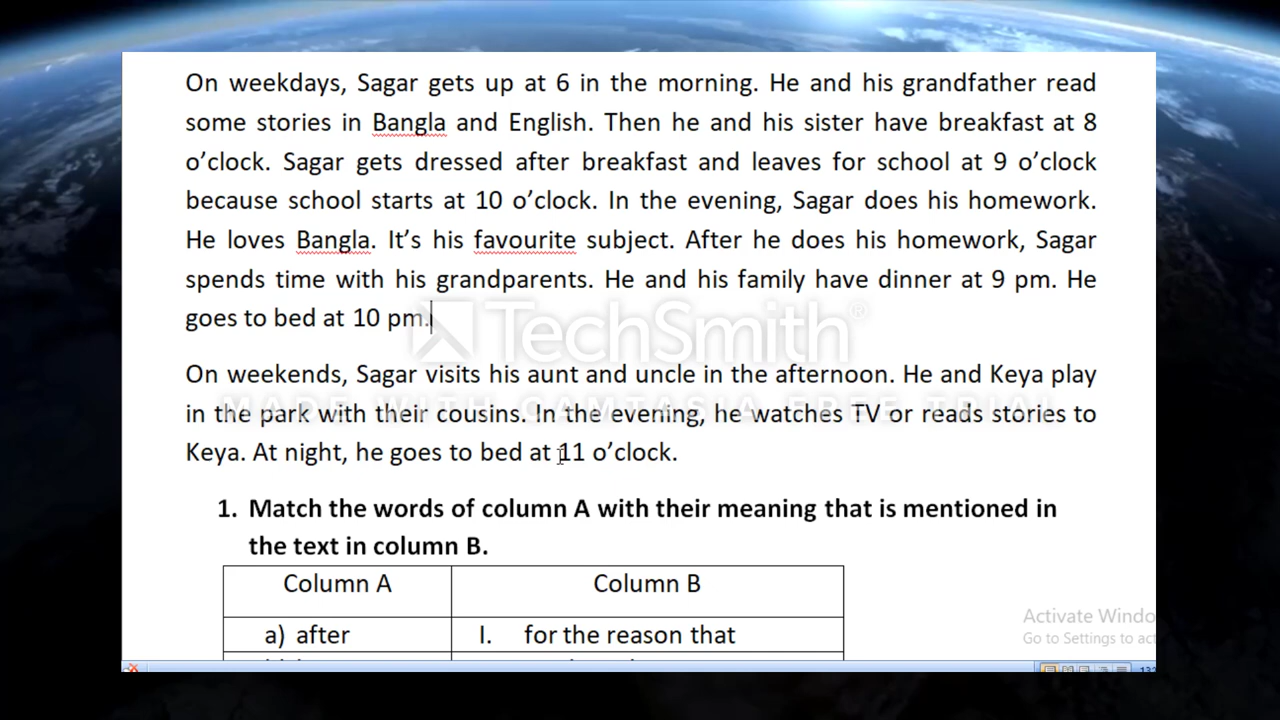 On weekdays, Sagar gets up at 6 in the morning. He and his grandfather read
some stories in Bangla and English. Then he and his sister have breakfast at 8
o’clock. Sagar gets dressed after breakfast and leaves for school at 9 o’clock
because school starts at 10 o’clock. In the evening, Sagar does his homework.
He loves Bangla. It’s his favourite subject. After he does his homework, Sagar
spends time with his grandparents. He and his family have dinner at 9 pm. He
goes to bed at 10 pm.
TechSmith®
On weekends, Sagar visits his aunt and uncle in the afternoon. He and Keya play
MADE WITH CAMTASIA FREE TRIAL
in the park with their cousins. In the evening, he watches TV or reads stories to
Keya. At night, he goes to bed at 11 o’clock.
1. Match the words of column A with their meaning that is mentioned in
the text in column B.
Column A Column B
a) after I. for the reason that
Activate Windo
Go to Settings to act